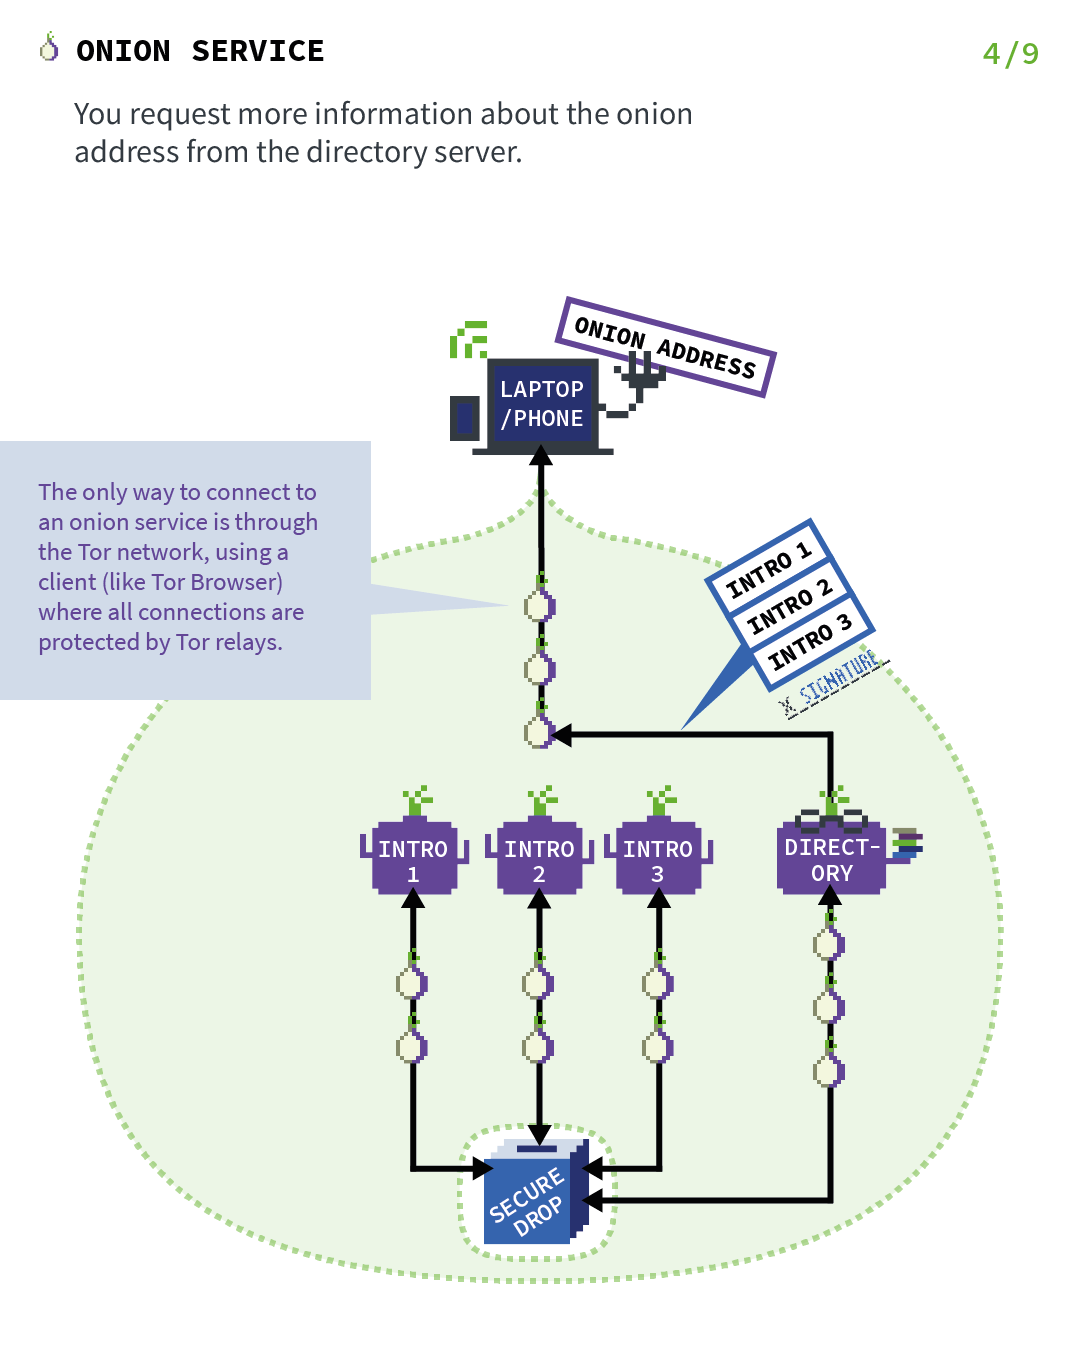 ONION SERVICE
4/9
You request more information about the onion
address from the directory server.
ONION ADDRESS
LAPTOP
/PHONE
The only way to connect to
an onion service is through
the Tor network, using a
client (like Tor Browser)
where all connections are
protected by Tor relays.
INTRO 1
INTRO 2
INTRO 3
X SIGNATURE
INTRO
1
INTRO
2
INTRO
3
DIRECT-
ORY
SECURE
DROP